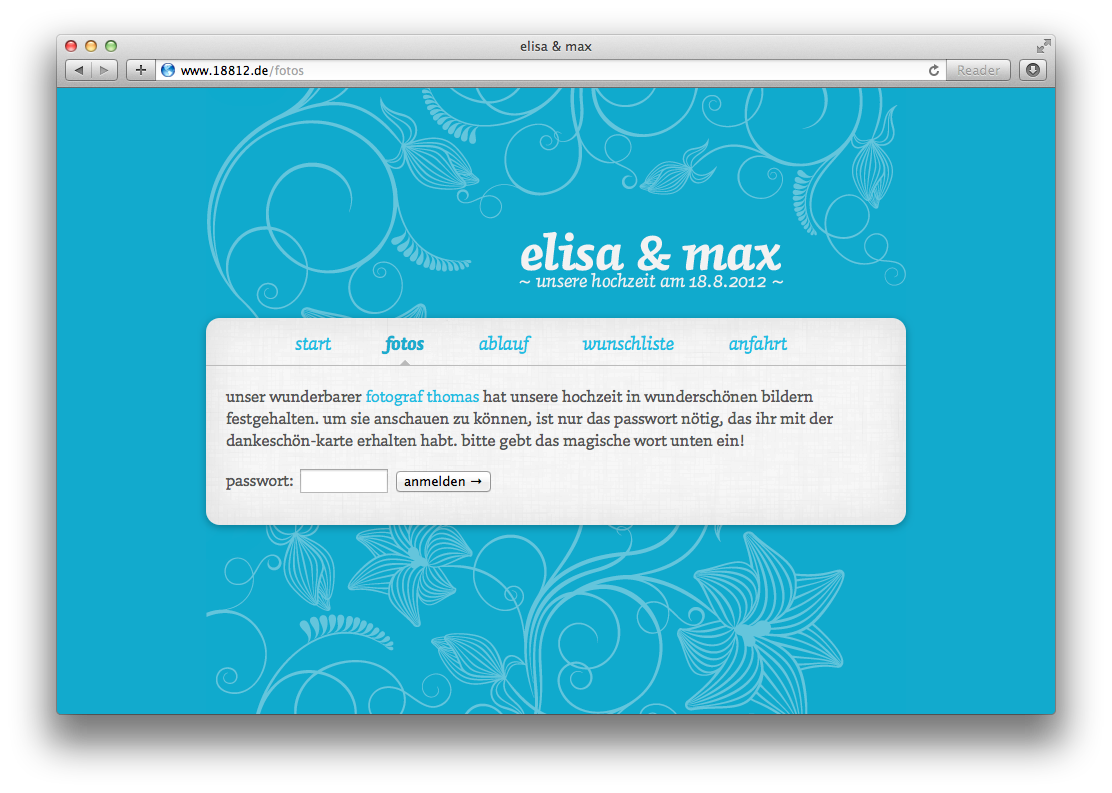 elisa & max
www.18812.de/fotos
Reader
elisa & max
~ unsere hochzeit am 18.8.2012 ~
start fotos ablauf wunschliste anfahrt
unser wunderbarer fotograf thomas hat unsere hochzeit in wunderschönen bildern
festgehalten. um sie anschauen zu können, ist nur das passwort nötig, das ihr mit der
dankeschön-karte erhalten habt. bitte gebt das magische wort unten ein!
passwort: anmelden →